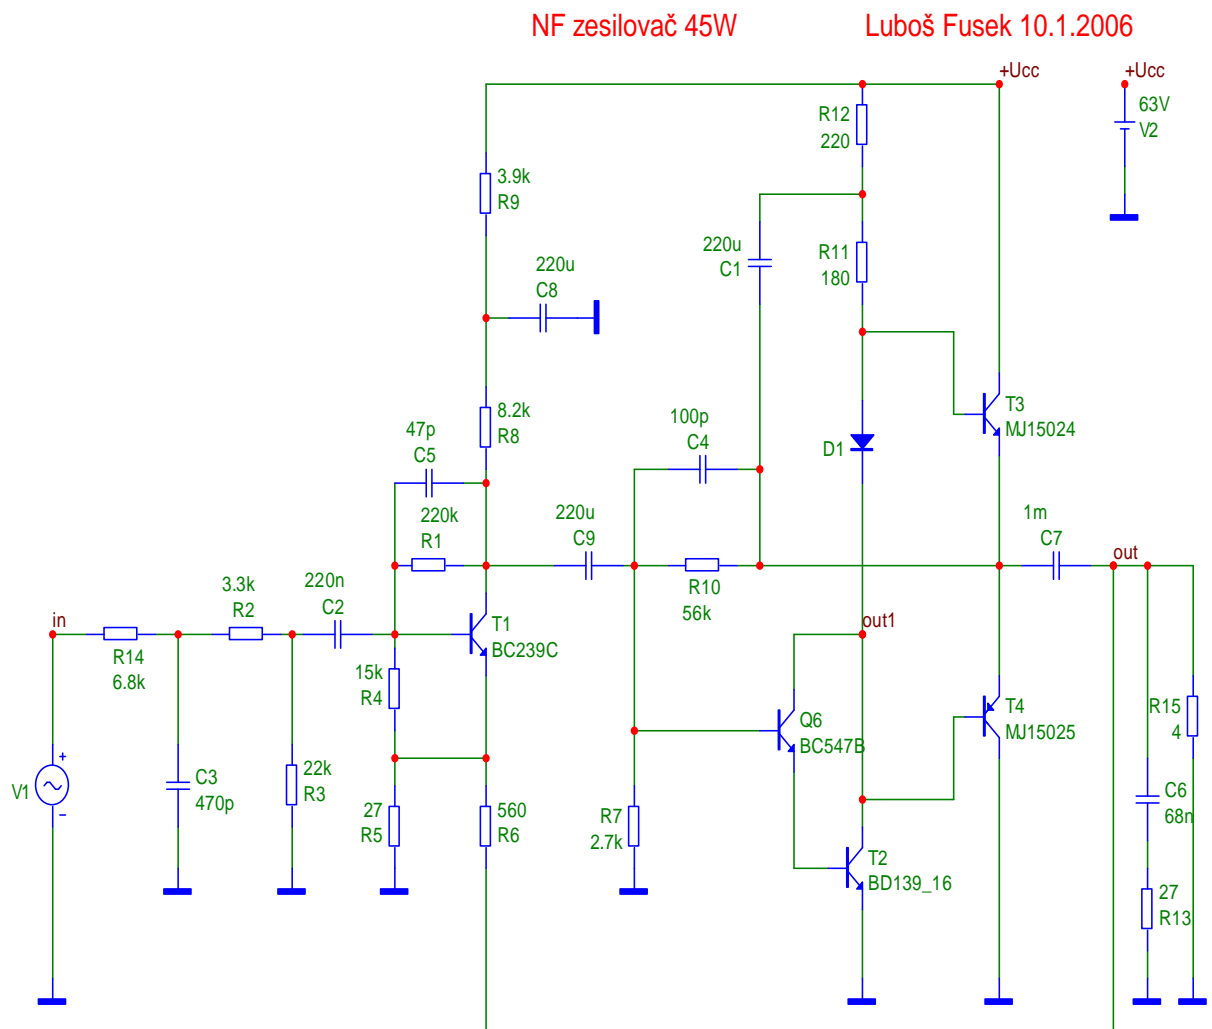 NF zesilovač 45W
Luboš Fusek 10.1.2006
+Ucc
+Ucc
63V
V2
R12
220
3.9k
R9
220u
C1
R11
180
220u
C8
8.2k
R8
T3
MJ15024
47p
C5
100p
C4
D1
220k
R1
220u
C9
1m
C7
out
R10
56k
3.3k
R2
220n
C2
in
T1
BC239C
out1
R14
6.8k
15k
R4
Q6
BC547B
T4
MJ15025
R15
4
V1
+
−
C3
470p
22k
R3
27
R5
560
R6
R7
2.7k
C6
68n
T2
BD139_16
27
R13